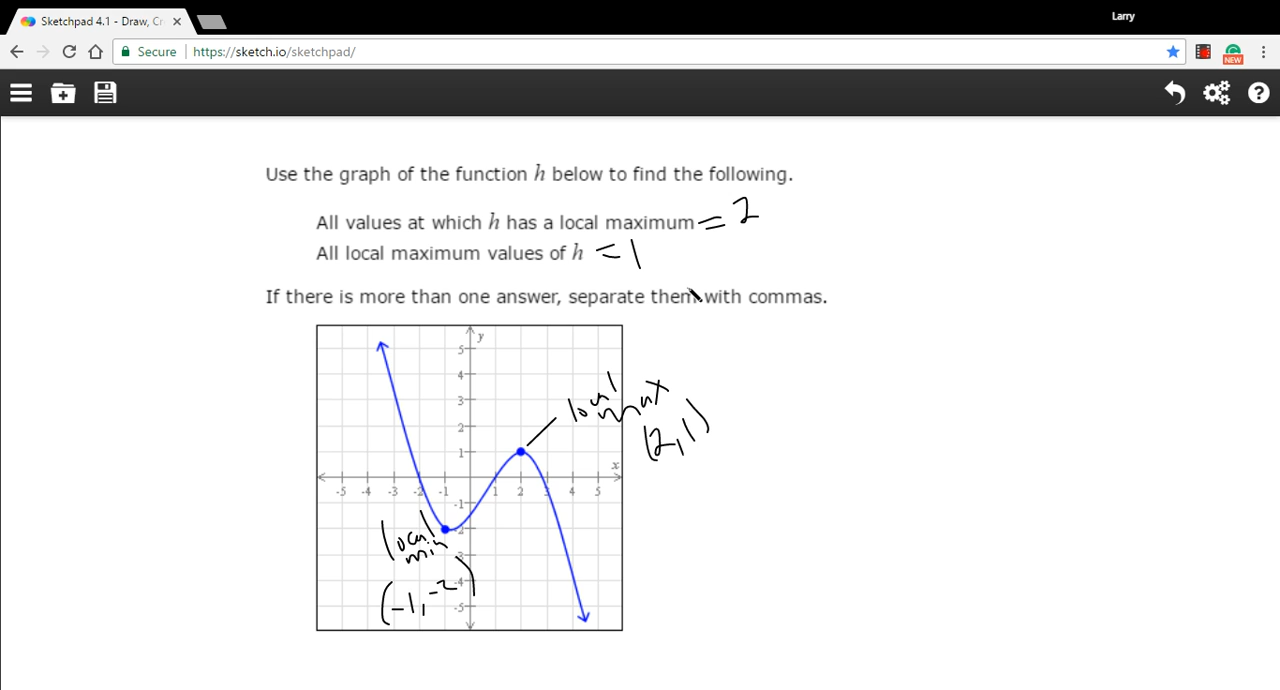 Larry
Sketchpad 4.1 - Draw, Cr
Secure https://sketch.io/sketchpad/
NEW
Use the graph of the function h below to find the following.
All values at which h has a local maximum = 2
All local maximum values of h = 1
If there is more than one answer, separate them with commas.
y
5
4
3
2
1
local max
(2,1)
x
-5 -4 -3 -2 -1 1 2 3 4 5
-1
-2
local
min
-3
-4
(-1,-2)
-5